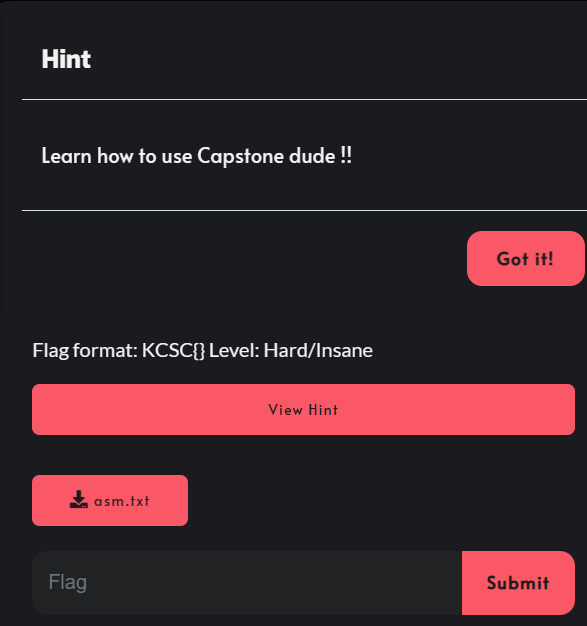 Hint
Learn how to use Capstone dude !!
Got it!
Flag format: KCSC{} Level: Hard/Insane
View Hint
asm.txt
Flag
Submit